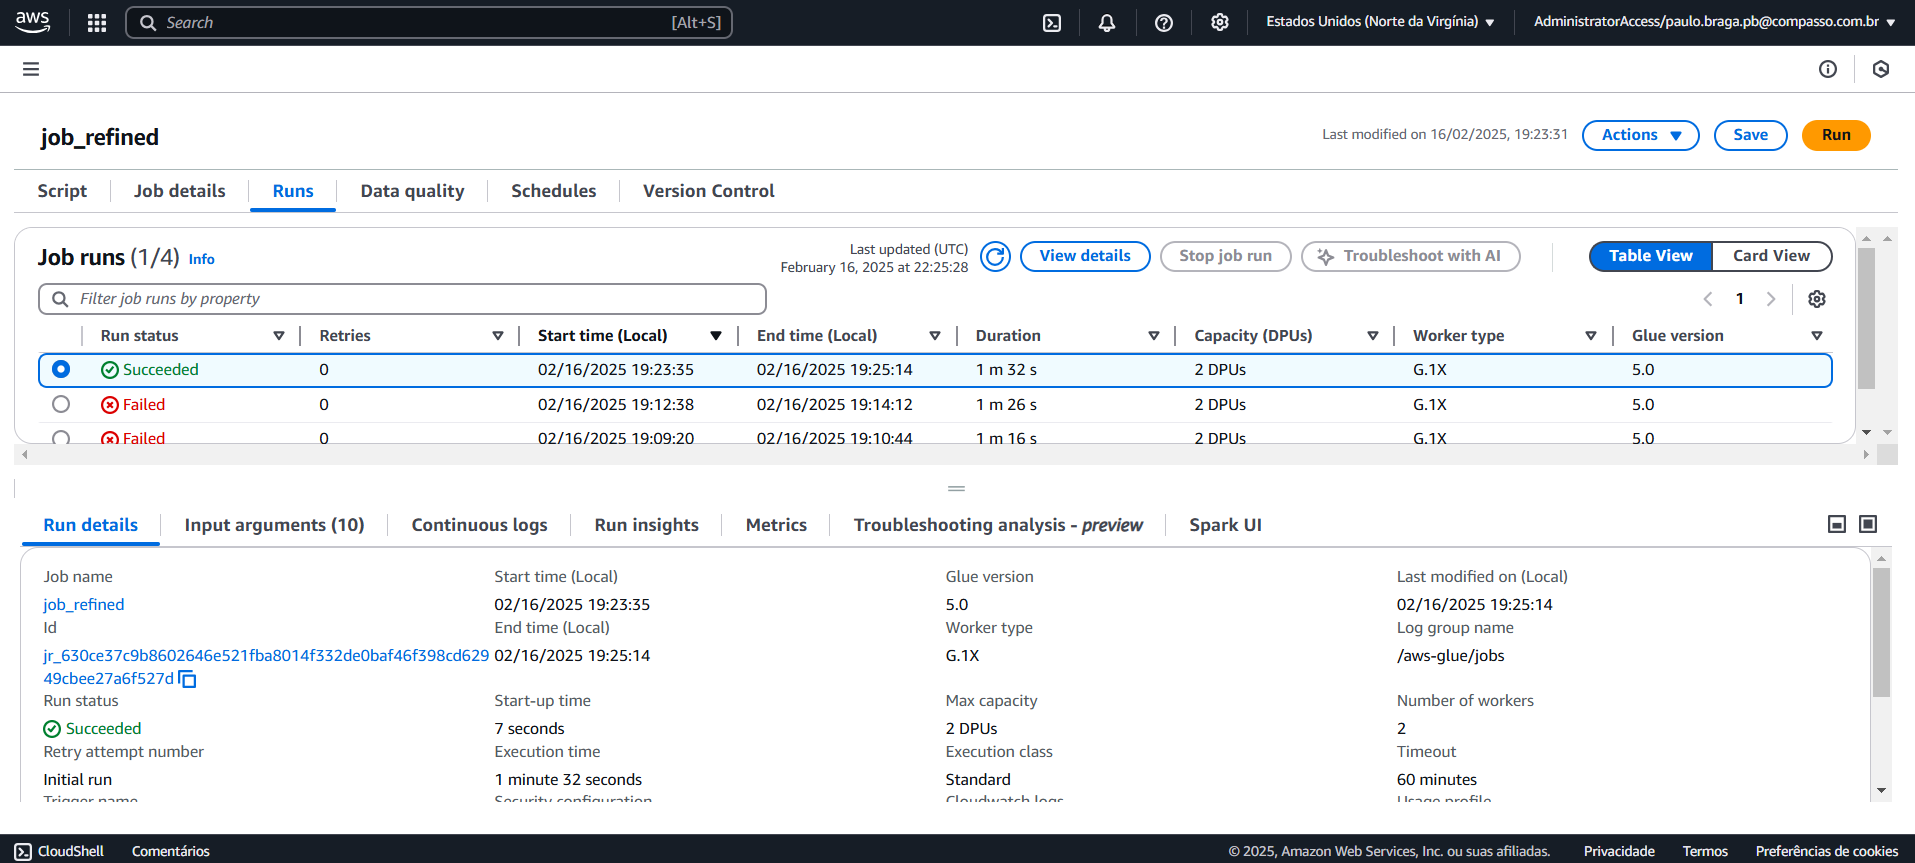 aws
Search [Alt+S]
Estados Unidos (Norte da Virgínia)
AdministratorAccess/paulo.braga.pb@compasso.com.br
job_refined
Last modified on 16/02/2025, 19:23:31
Actions
Save
Run
Script Job details Runs Data quality Schedules Version Control
Job runs (1/4) Info
Last updated (UTC)
February 16, 2025 at 22:25:28
View details
Stop job run
Troubleshoot with AI
Table View
Card View
Filter job runs by property
1
Run status Retries Start time (Local) End time (Local) Duration Capacity (DPUs) Worker type Glue version
Succeeded 0 02/16/2025 19:23:35 02/16/2025 19:25:14 1 m 32 s 2 DPUs G.1X 5.0
Failed 0 02/16/2025 19:12:38 02/16/2025 19:14:12 1 m 26 s 2 DPUs G.1X 5.0
Failed 0 02/16/2025 19:09:20 02/16/2025 19:10:44 1 m 16 s 2 DPUs G.1X 5.0
Run details Input arguments (10) Continuous logs Run insights Metrics Troubleshooting analysis - preview Spark UI
Job name Start time (Local) Glue version Last modified on (Local)
job_refined 02/16/2025 19:23:35 5.0 02/16/2025 19:25:14
Id End time (Local) Worker type Log group name
jr_630ce37c9b8602646e521fba8014f332de0baf46f398cd629 02/16/2025 19:25:14 G.1X /aws-glue/jobs
49cbee27a6f527d
Run status Start-up time Max capacity Number of workers
Succeeded 7 seconds 2 DPUs 2
Retry attempt number Execution time Execution class Timeout
Initial run 1 minute 32 seconds Standard 60 minutes
Trigger name Security configuration Cloudwatch logs Usage profile
CloudShell Comentários © 2025, Amazon Web Services, Inc. ou suas afiliadas. Privacidade Termos Preferências de cookies